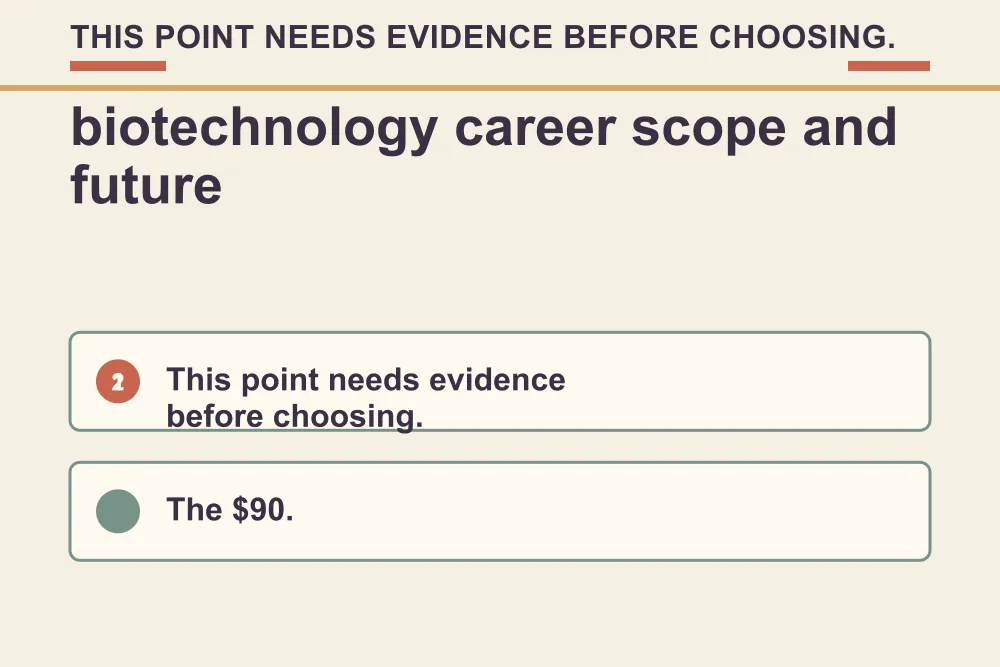 THIS POINT NEEDS EVIDENCE BEFORE CHOOSING.
biotechnology career scope and
future
2
This point needs evidence
before choosing.
The $90.